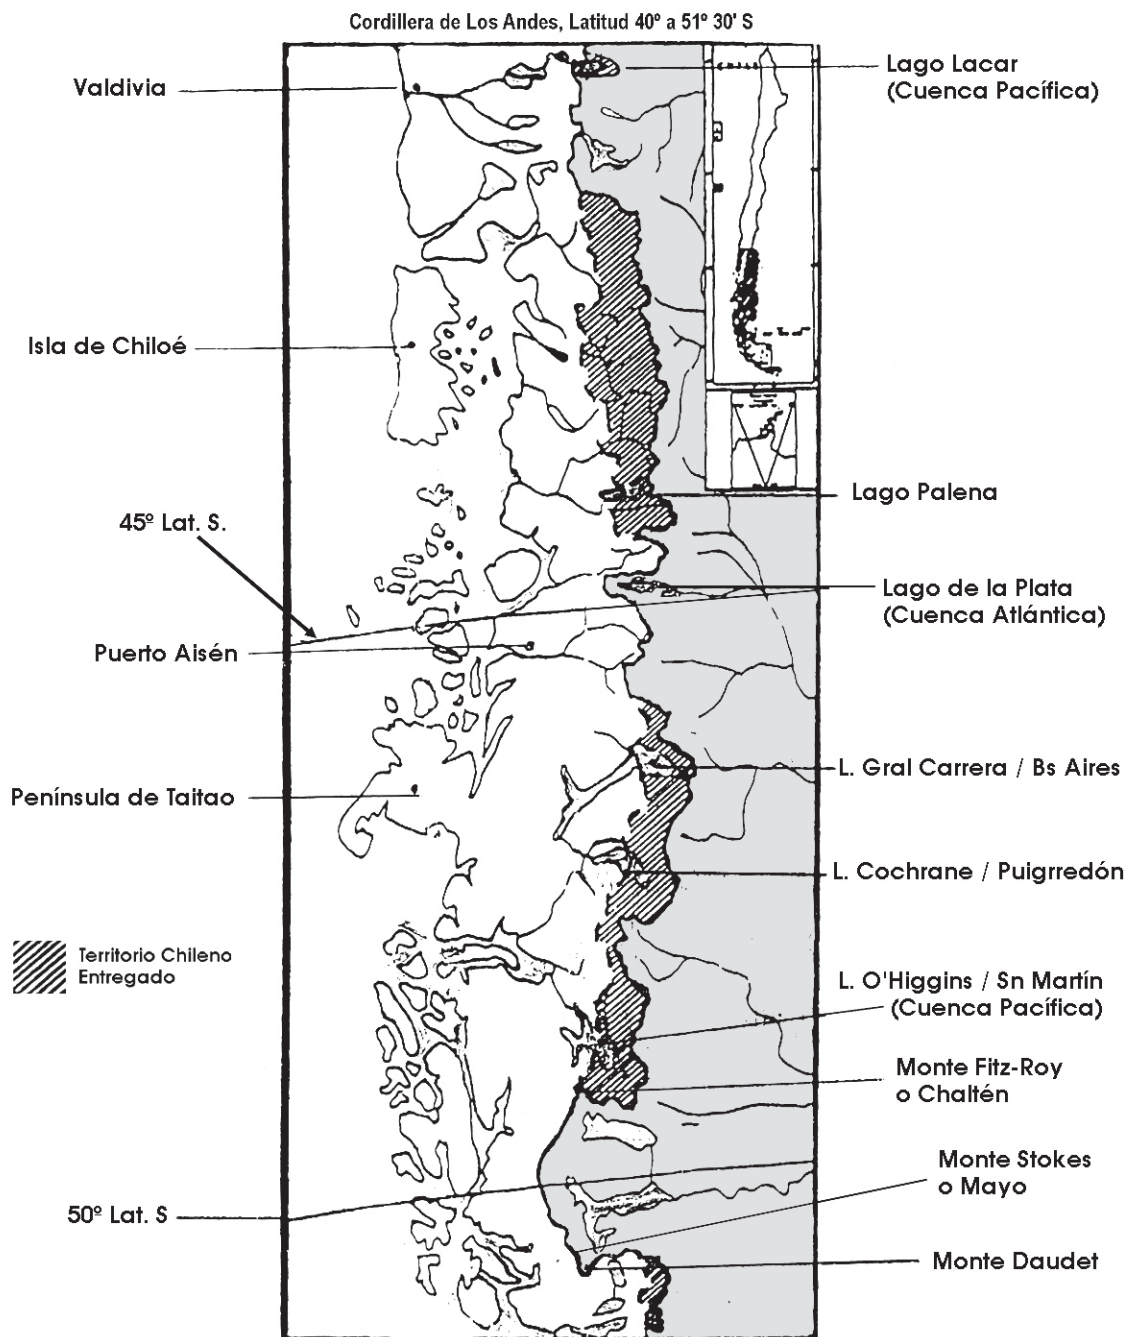 Cordillera de Los Andes, Latitud 40º a 51º 30' S
Valdivia
Lago Lacar
(Cuenca Pacífica)
CHILE
Isla de Chiloé
Lago Palena
45º Lat. S.
Lago de la Plata
(Cuenca Atlántica)
Puerto Aisén
L. Gral Carrera / Bs Aires
Península de Taitao
L. Cochrane / Puigrredón
Territorio Chileno
Entregado
L. O'Higgins / Sn Martín
(Cuenca Pacífica)
Monte Fitz-Roy
o Chaltén
Monte Stokes
o Mayo
50º Lat. S
Monte Daudet